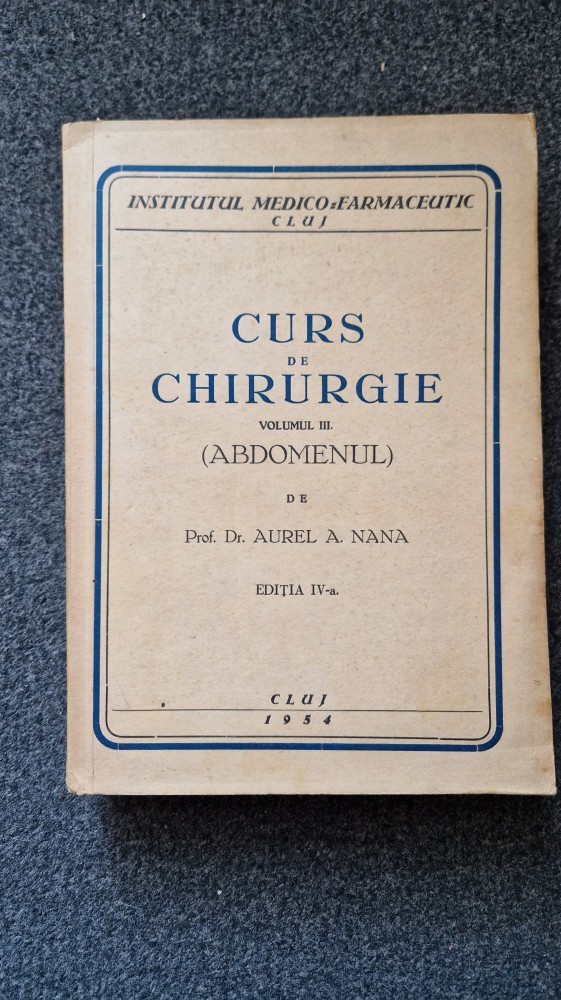 INSTITUTUL MEDICO=FARMACEUTIC
CLUJ
CURS
DE
CHIRURGIE
VOLUMUL III.
(ABDOMENUL)
DE
Prof. Dr. AUREL A. NANA
EDIȚIA IV-a.
CLUJ
1954